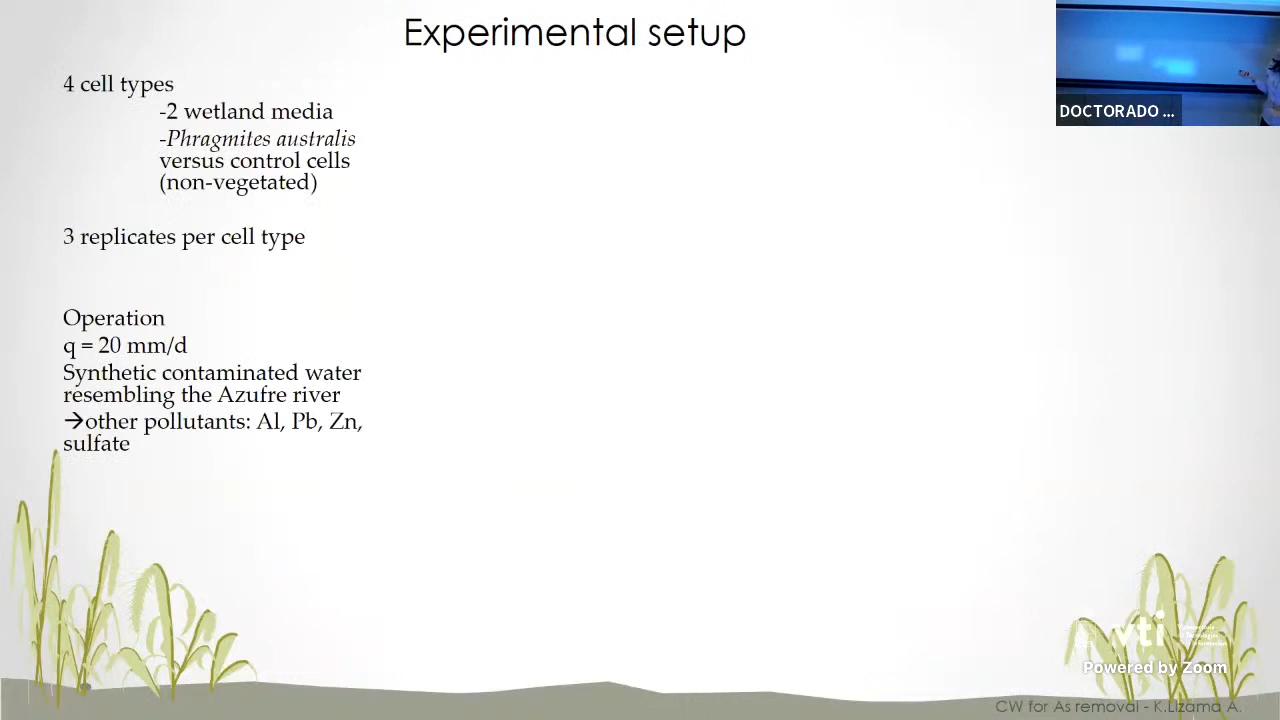 Experimental setup
4 cell types
-2 wetland media
-Phragmites australis
versus control cells
(non-vegetated)
3 replicates per cell type
Operation
q = 20 mm/d
Synthetic contaminated water
resembling the Azufre river
→other pollutants: Al, Pb, Zn,
sulfate
DOCTORADO ...
vti
Powered by Zoom
CW for As removal - K.Lizama A.